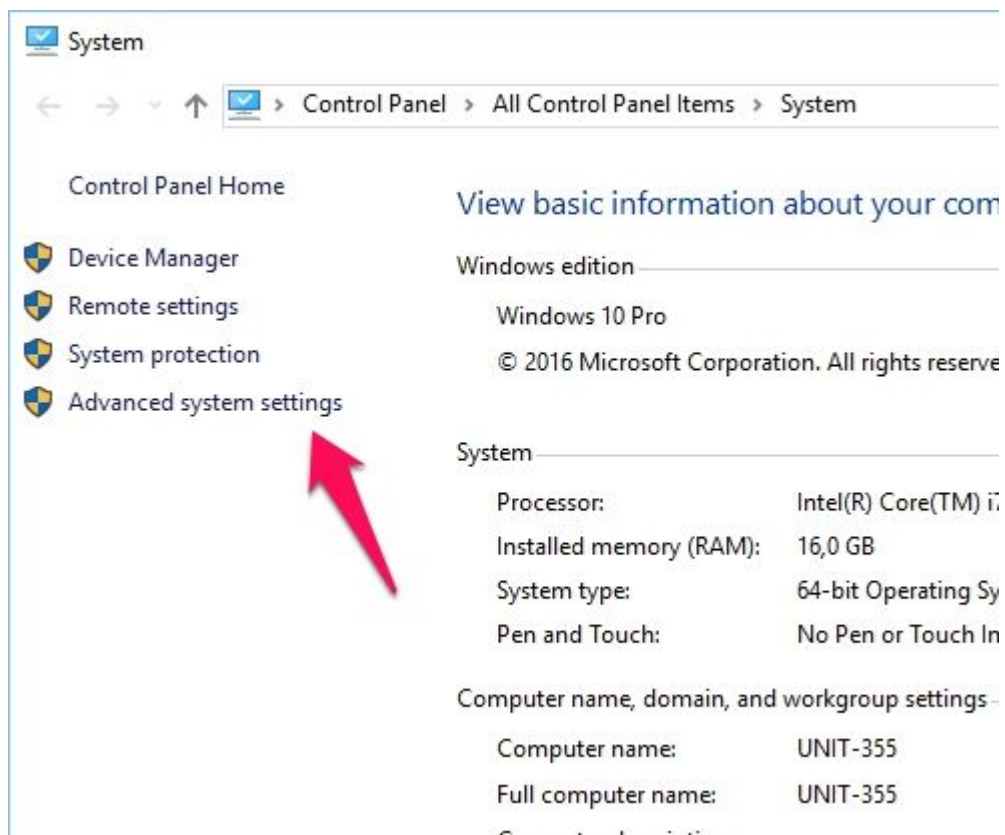 System
Control Panel > All Control Panel Items > System
Control Panel Home
Device Manager
Remote settings
System protection
Advanced system settings
View basic information about your com
Windows edition
Windows 10 Pro
© 2016 Microsoft Corporation. All rights reserve
System
Processor: Intel(R) Core(TM) i7
Installed memory (RAM): 16,0 GB
System type: 64-bit Operating Sy
Pen and Touch: No Pen or Touch In
Computer name, domain, and workgroup settings
Computer name: UNIT-355
Full computer name: UNIT-355